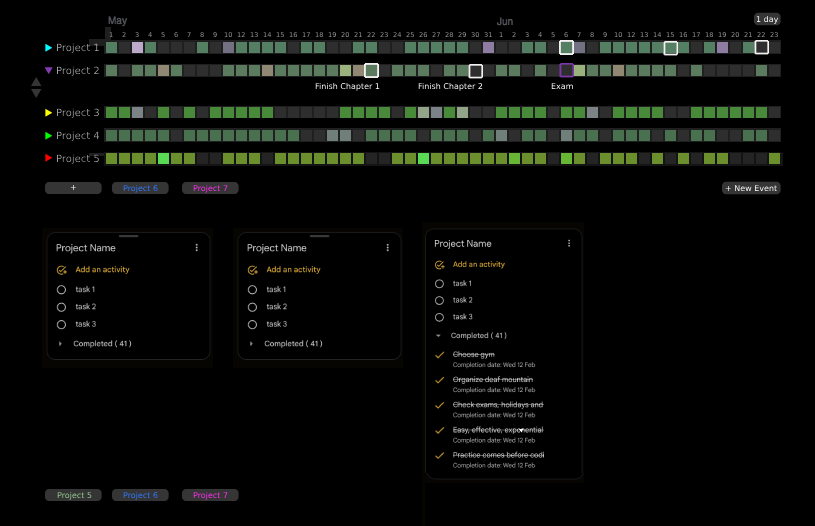 May Jun 1 day
1 2 3 4 5 6 7 8 9 10 11 12 13 14 15 16 17 18 19 20 21 22 23 24 25 26 27 28 29 30 31 1 2 3 4 5 6 7 8 9 10 11 12 13 14 15 16 17 18 19 20 21 22 23
Project 1
Project 2
Finish Chapter 1 Finish Chapter 2 Exam
Project 3
Project 4
Project 5
+ Project 6 Project 7 + New Event
Project Name
Add an activity
task 1
task 2
task 3
Completed ( 41 )
Project Name
Add an activity
task 1
task 2
task 3
Completed ( 41 )
Project Name
Add an activity
task 1
task 2
task 3
Completed ( 41 )
Choose gym
Completion date: Wed 12 Feb
Organize deaf mountain
Completion date: Wed 12 Feb
Check exams, holidays and
Completion date: Wed 12 Feb
Easy, effective, exponential
Completion date: Wed 12 Feb
Practice comes before codi
Completion date: Wed 12 Feb
Project 5 Project 6 Project 7